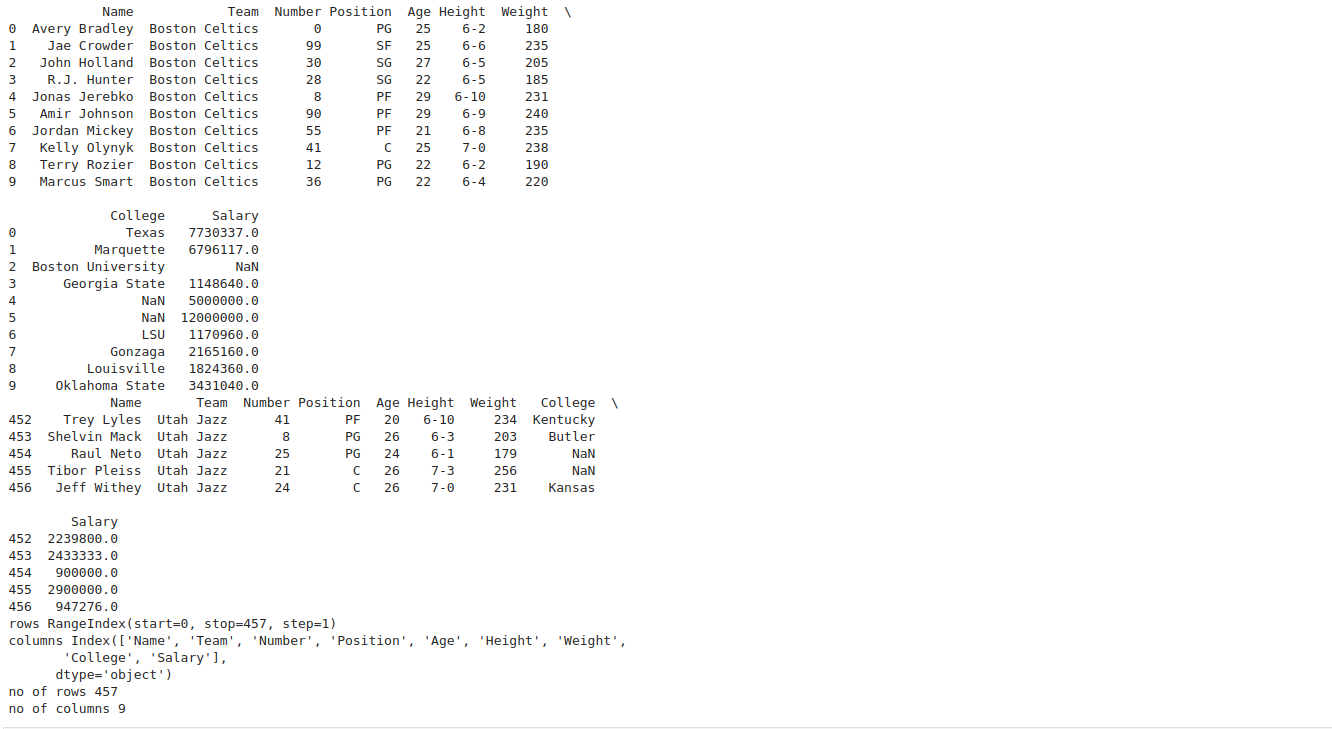 Name            Team  Number Position  Age Height  Weight  \
0  Avery Bradley  Boston Celtics       0       PG   25    6-2     180
1    Jae Crowder  Boston Celtics      99       SF   25    6-6     235
2   John Holland  Boston Celtics      30       SG   27    6-5     205
3    R.J. Hunter  Boston Celtics      28       SG   22    6-5     185
4  Jonas Jerebko  Boston Celtics       8       PF   29   6-10     231
5   Amir Johnson  Boston Celtics      90       PF   29    6-9     240
6  Jordan Mickey  Boston Celtics      55       PF   21    6-8     235
7   Kelly Olynyk  Boston Celtics      41        C   25    7-0     238
8   Terry Rozier  Boston Celtics      12       PG   22    6-2     190
9   Marcus Smart  Boston Celtics      36       PG   22    6-4     220

             College      Salary
0              Texas   7730337.0
1          Marquette   6796117.0
2  Boston University         NaN
3      Georgia State   1148640.0
4                NaN   5000000.0
5                NaN  12000000.0
6                LSU   1170960.0
7            Gonzaga   2165160.0
8         Louisville   1824360.0
9     Oklahoma State   3431040.0
             Name       Team  Number Position  Age Height  Weight   College  \
452    Trey Lyles  Utah Jazz      41       PF   20   6-10     234  Kentucky
453  Shelvin Mack  Utah Jazz       8       PG   26    6-3     203    Butler
454     Raul Neto  Utah Jazz      25       PG   24    6-1     179       NaN
455  Tibor Pleiss  Utah Jazz      21        C   26    7-3     256       NaN
456   Jeff Withey  Utah Jazz      24        C   26    7-0     231    Kansas

        Salary
452  2239800.0
453  2433333.0
454   900000.0
455  2900000.0
456   947276.0
rows RangeIndex(start=0, stop=457, step=1)
columns Index(['Name', 'Team', 'Number', 'Position', 'Age', 'Height', 'Weight',
       'College', 'Salary'],
      dtype='object')
no of rows 457
no of columns 9